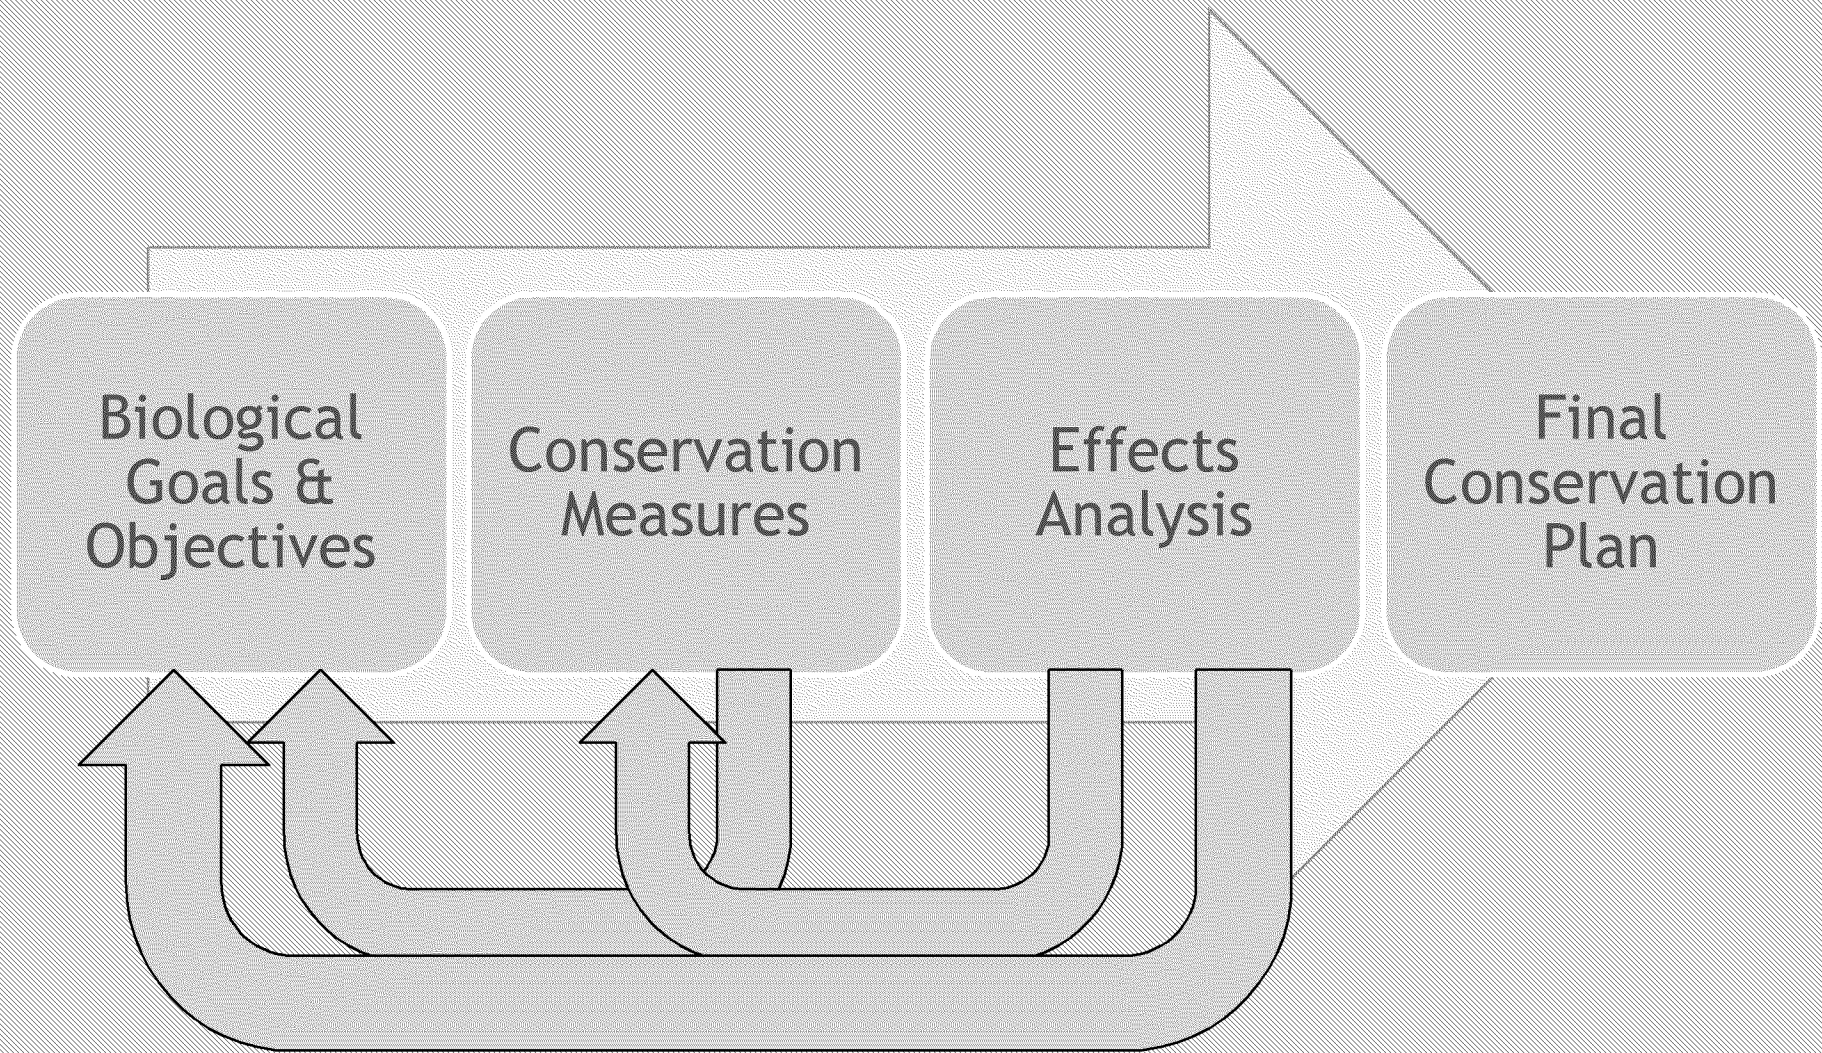 Biological
Goals &
Objectives
Conservation
Measures
Effects
Analysis
Final
Conservation
Plan